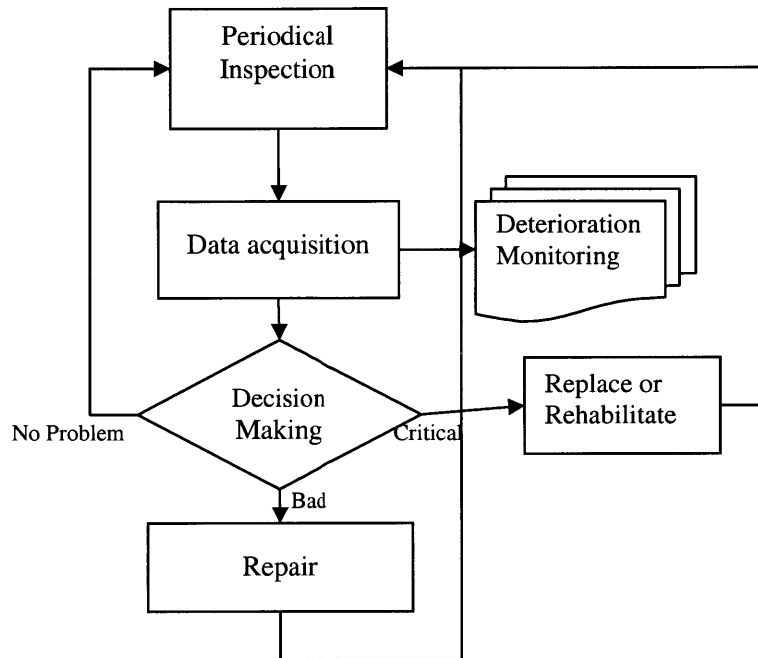 Periodical
Inspection
Data acquisition
Deterioration
Monitoring
Decision
Making
No Problem
Critical
Replace or
Rehabilitate
Bad
Repair